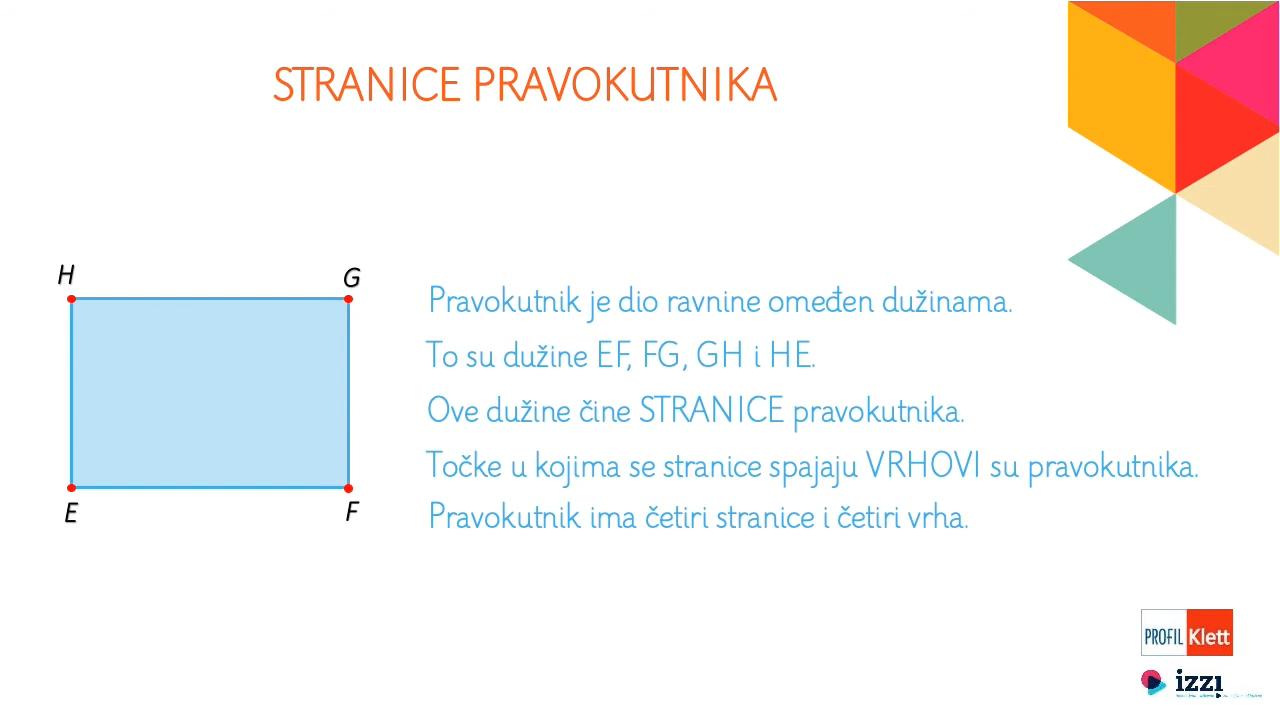 STRANICE PRAVOKUTNIKA
H
G
Pravokutnik je dio ravnine omeđen dužinama.
To su dužine EF, FG, GH i HE.
Ove dužine čine STRANICE pravokutnika.
Točke u kojima se stranice spajaju VRHOVI su pravokutnika.
E
F
Pravokutnik ima četiri stranice i četiri vrha.
PROFIL Klett
izzi